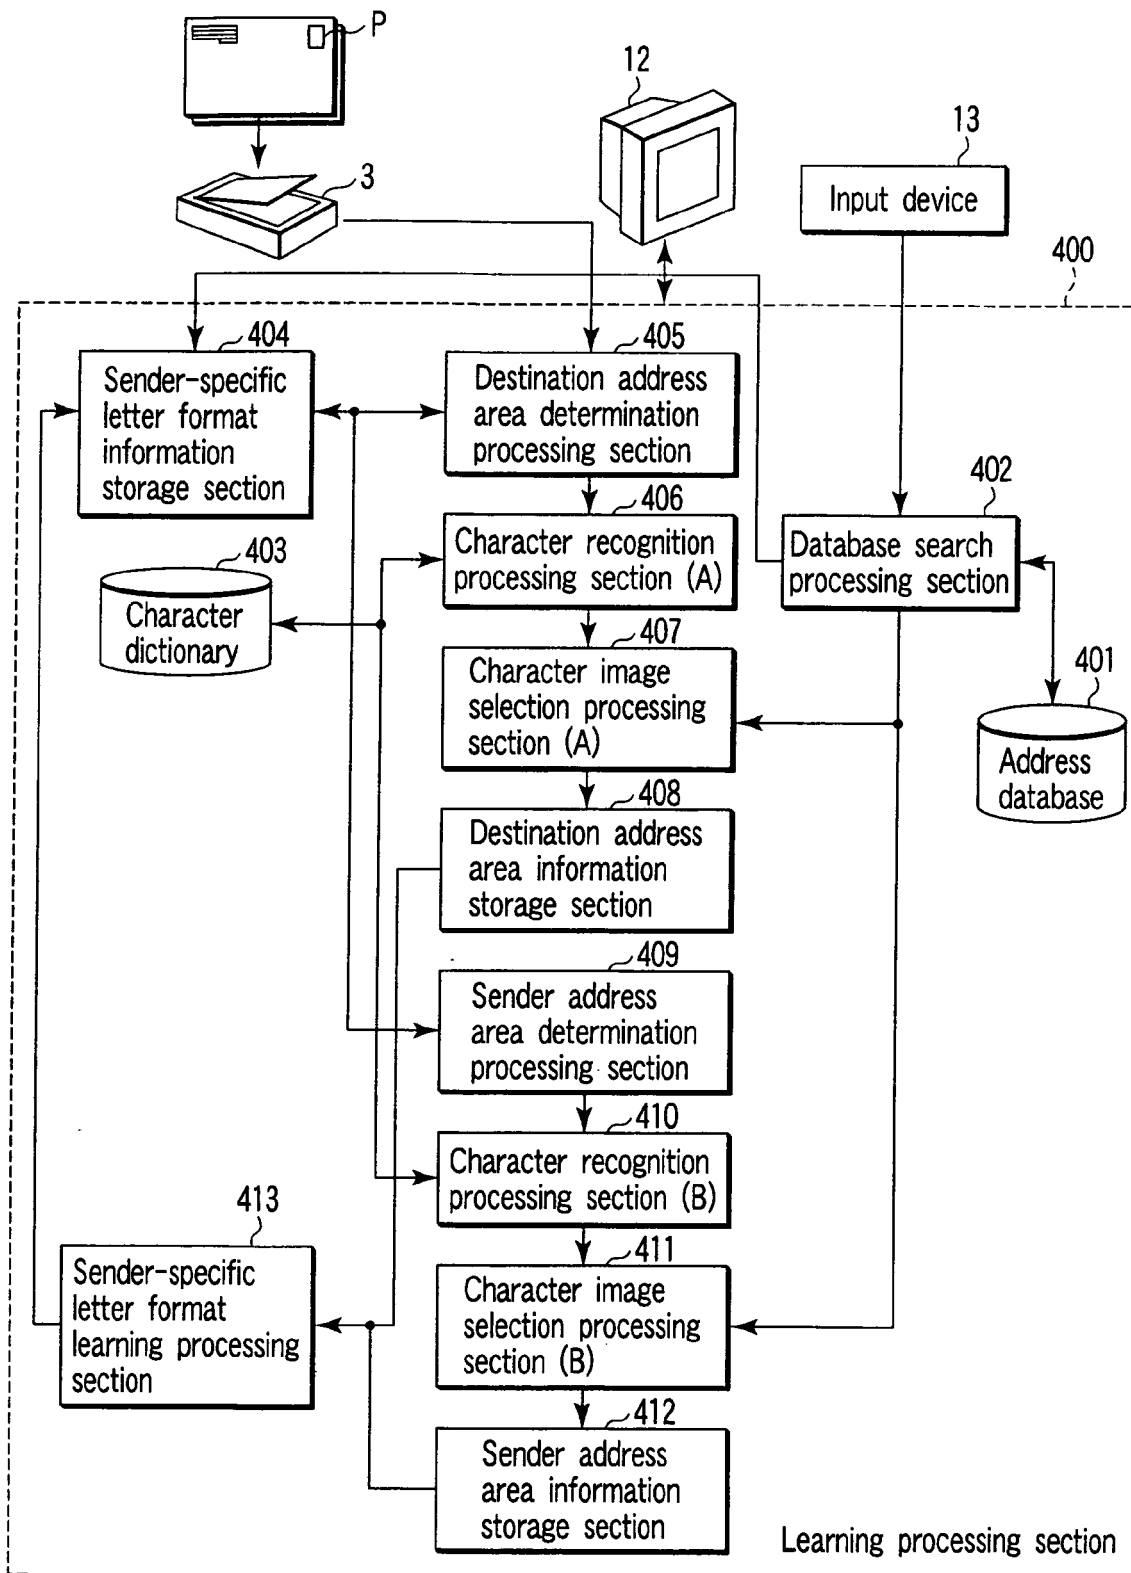 P
12
13
3
Input device
400
404
405
Sender-specific
letter format
information
storage section
Destination address
area determination
processing section
402
406
403
Character recognition
processing section (A)
Database search
processing section
Character
dictionary
407
401
Character image
selection processing
section (A)
Address
database
408
Destination address
area information
storage section
409
Sender address
area determination
processing section
410
Character recognition
processing section (B)
413
411
Sender-specific
letter format
learning processing
section
Character image
selection processing
section (B)
412
Sender address
area information
storage section
Learning processing section